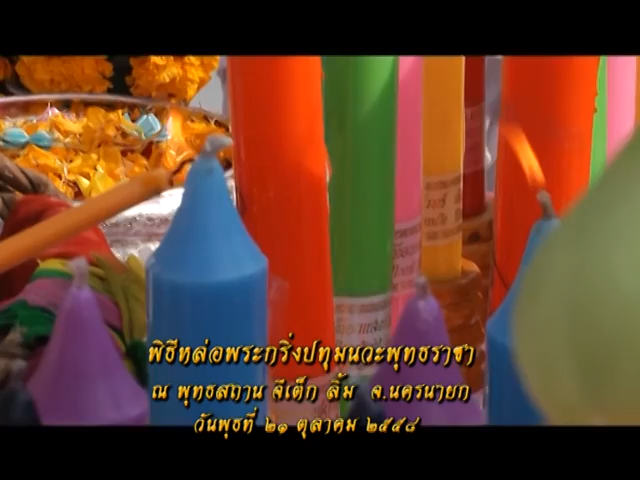 พิธีหล่อพระกริ่งปทุมนวะพุทธราชา
ณ พุทธสถาน จีเต็ก ลิ้ม จ.นครนายก
วันพุธที่ ๒๑ ตุลาคม ๒๕๕๘